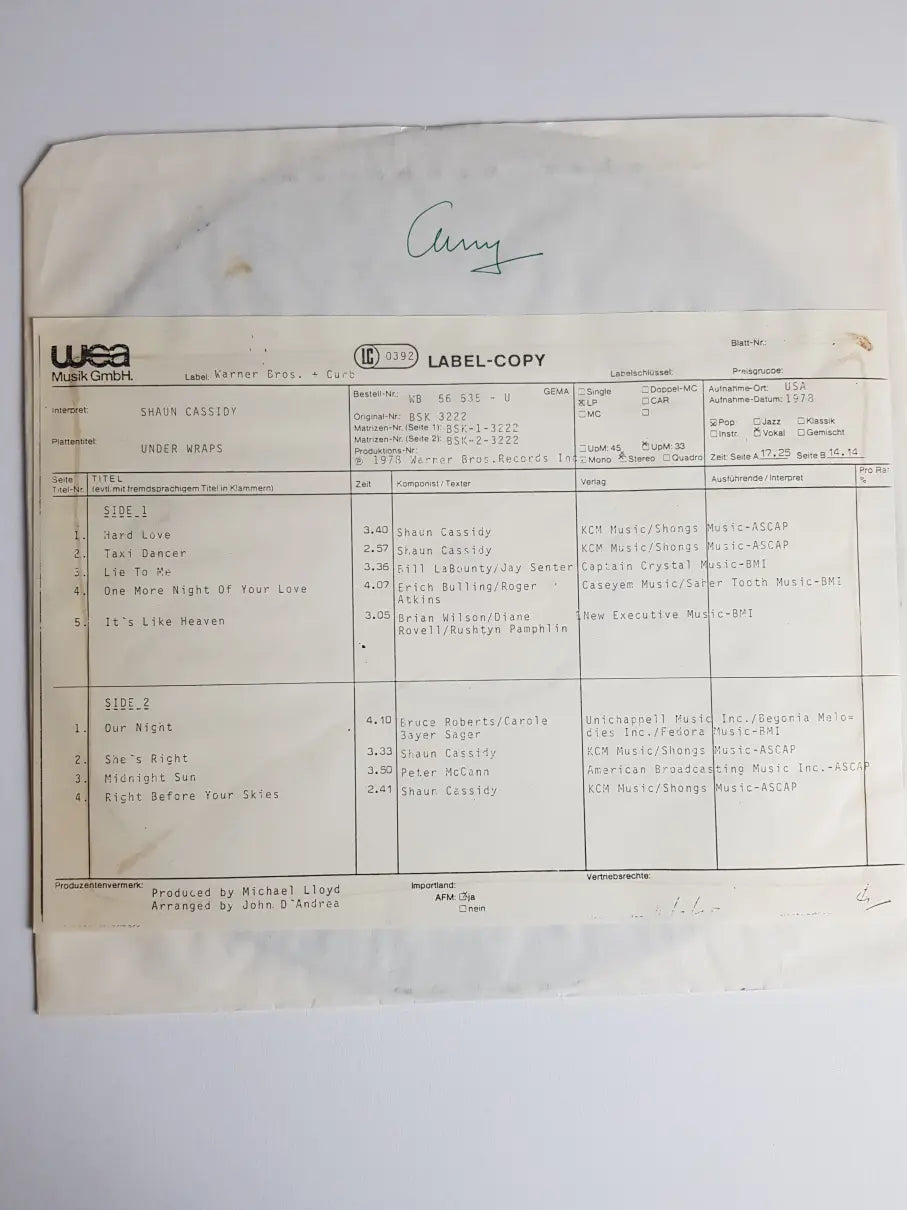 wea
Musik GmbH.
Label: Warner Bros. + Curb
LC 0392
LABEL-COPY
Labelschlüssel:
Blatt-Nr.:
Preisgruppe:
Interpret: SHAUN CASSIDY
Plattentitel: UNDER WRAPS
Bestell-Nr.: WB 56 535 - U GEMA
Original-Nr: BSK 3222
Matrizen-Nr. (Seite 1): BSK-1-3222
Matrizen-Nr. (Seite 2): BSK-2-3222
Produktions-Nr:
℗ 1978 Warner Bros.Records Inc
Single Doppel-MC
LP CAR
MC
UpM: 45 UpM: 33
Mono Stereo Quadro
Aufnahme-Ort: USA
Aufnahme-Datum: 1978
Pop Jazz Klassik
Instr. Vokal Gemischt
Zeit: Seite A 17.25 Seite B 14.14
Seite Titel-Nr. TITEL (evtl. mit fremdsprachigem Titel in Klammern) Zeit Komponist / Texter Verlag Ausführende / Interpret Pro Ra: %
SIDE 1
1. Hard Love 3.40 Shaun Cassidy KCM Music/Shongs Music-ASCAP
2. Taxi Dancer 2.57 Shaun Cassidy KCM Music/Shongs Music-ASCAP
3. Lie To Me 3.36 Bill LaBounty/Jay Senter Captain Crystal Music-BMI
4. One More Night Of Your Love 4.07 Erich Bulling/Roger Caseyem Music/Saber Tooth Music-BMI
Atkins
5. It`s Like Heaven 3.05 Brian Wilson/Diane New Executive Music-BMI
Rovell/Rushtyn Pamphlin
SIDE 2
1. Our Night 4.10 Bruce Roberts/Carole Unichappell Music Inc./Begonia Melo=
Bayer Sager dies Inc./Fedora Music-BMI
2. She`s Right 3.33 Shaun Cassidy KCM Music/Shongs Music-ASCAP
3. Midnight Sun 3.50 Peter McCann American Broadcasting Music Inc.-ASCAP
4. Right Before Your Skies 2.41 Shaun Cassidy KCM Music/Shongs Music-ASCAP
Produzentenvermerk: Produced by Michael Lloyd
Arranged by John D`Andrea
Importland:
AFM: ja
nein
Vertriebsrechte: